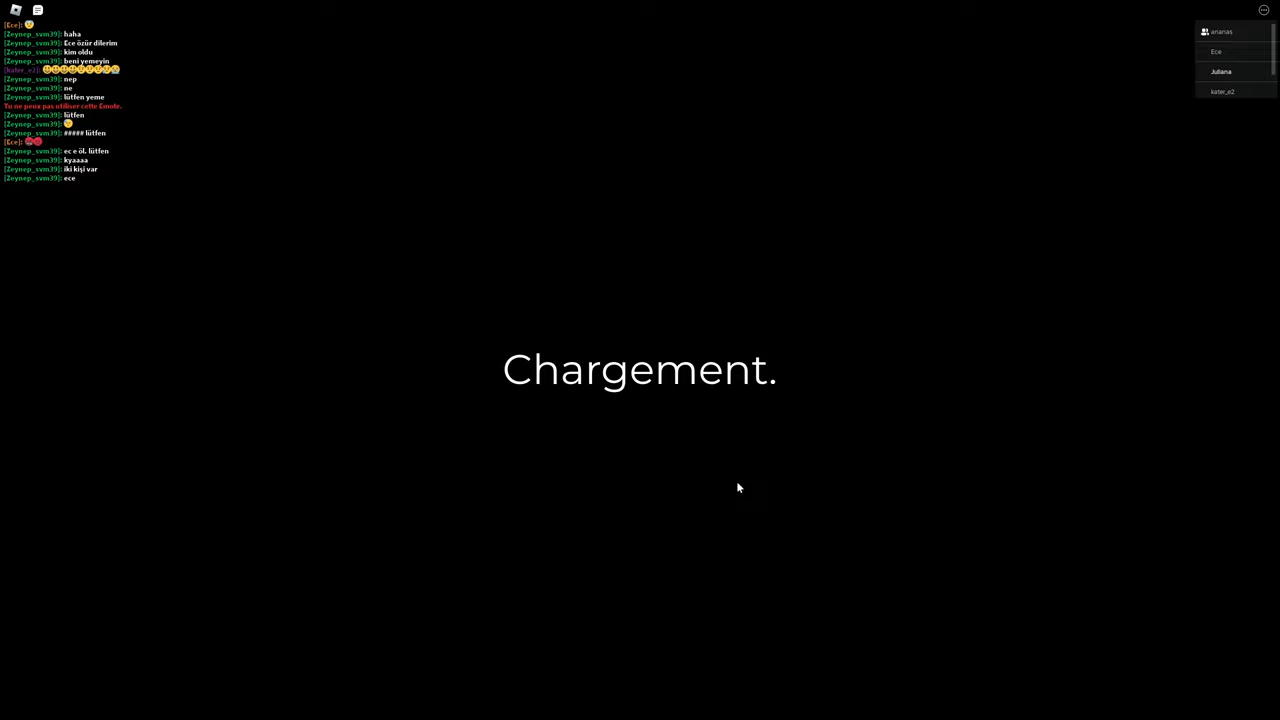 [Ece]: 😰
[Zeynep_svm39]: haha
[Zeynep_svm39]: Ece özür dilerim
[Zeynep_svm39]: kim oldu
[Zeynep_svm39]: beni yemeyin
[kater_e2]:
[Zeynep_svm39]: nep
[Zeynep_svm39]: ne
[Zeynep_svm39]: lütfen yeme
Tu ne peux pas utiliser cette Emote.
[Zeynep_svm39]: lütfen
[Zeynep_svm39]: 😰
[Zeynep_svm39]: ##### lütfen
[Ece]:
[Zeynep_svm39]: ec e öl. lütfen
[Zeynep_svm39]: kyaaaa
[Zeynep_svm39]: iki kişi var
[Zeynep_svm39]: ece
ananas
Ece
Juliana
kater_e2
Chargement.